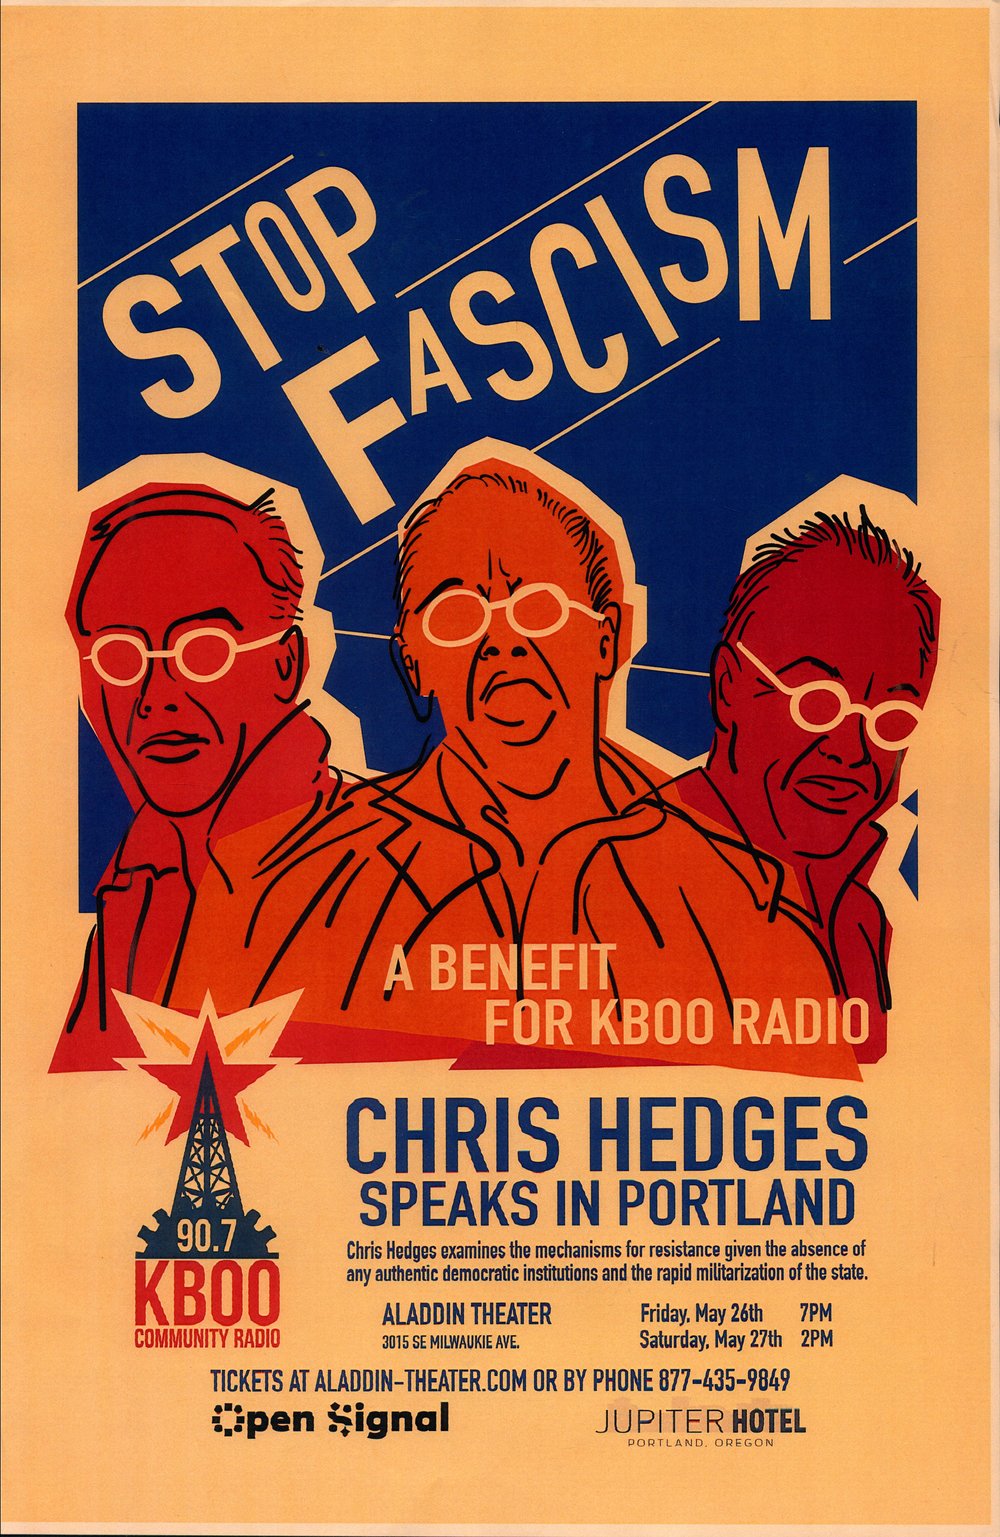 STOP
FASCISM
A BENEFIT
FOR KBOO RADIO
CHRIS HEDGES
SPEAKS IN PORTLAND
Chris Hedges examines the mechanisms for resistance given the absence of
any authentic democratic institutions and the rapid militarization of the state.
90.7
KBOO
COMMUNITY RADIO
ALADDIN THEATER
3015 SE MILWAUKIE AVE.
Friday, May 26th 7PM
Saturday, May 27th 2PM
TICKETS AT ALADDIN-THEATER.COM OR BY PHONE 877-435-9849
Open Signal
JUPITER HOTEL
PORTLAND, OREGON